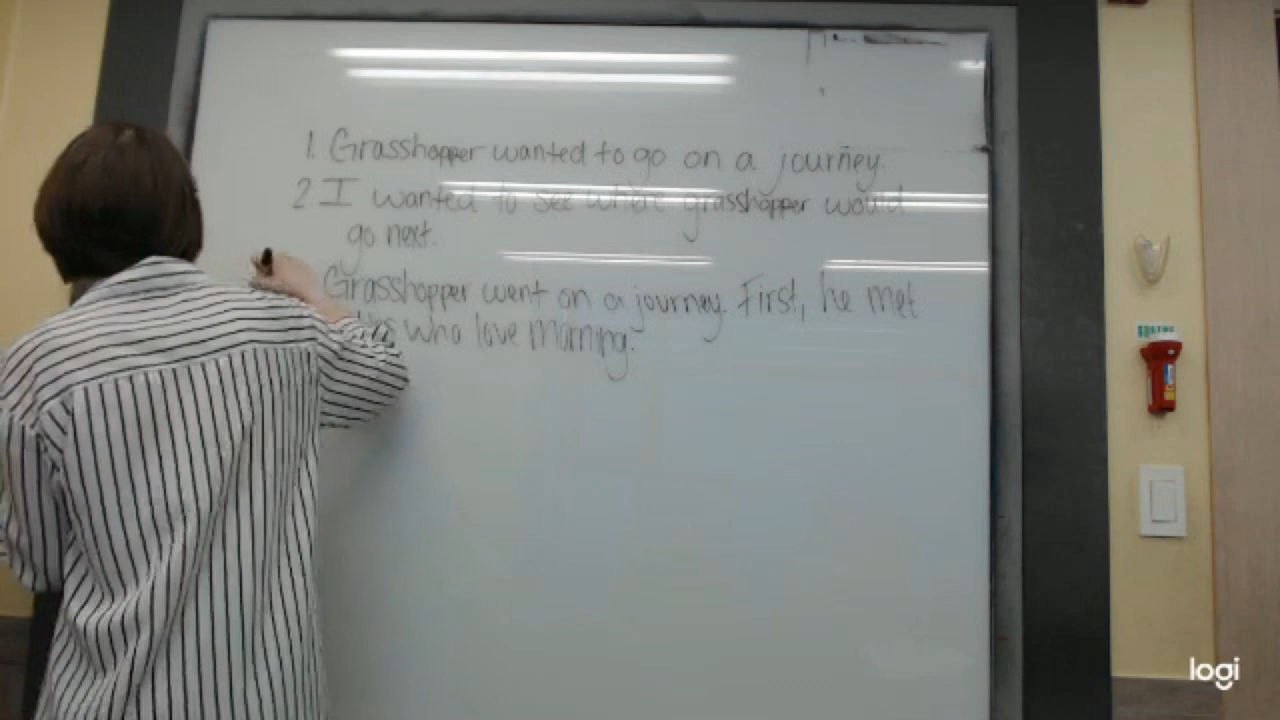 1. Grasshopper wanted to go on a journey.
2 I wanted to see where grasshopper would
go next.
Grasshopper went on a journey. First, he met
who love morning.
logi